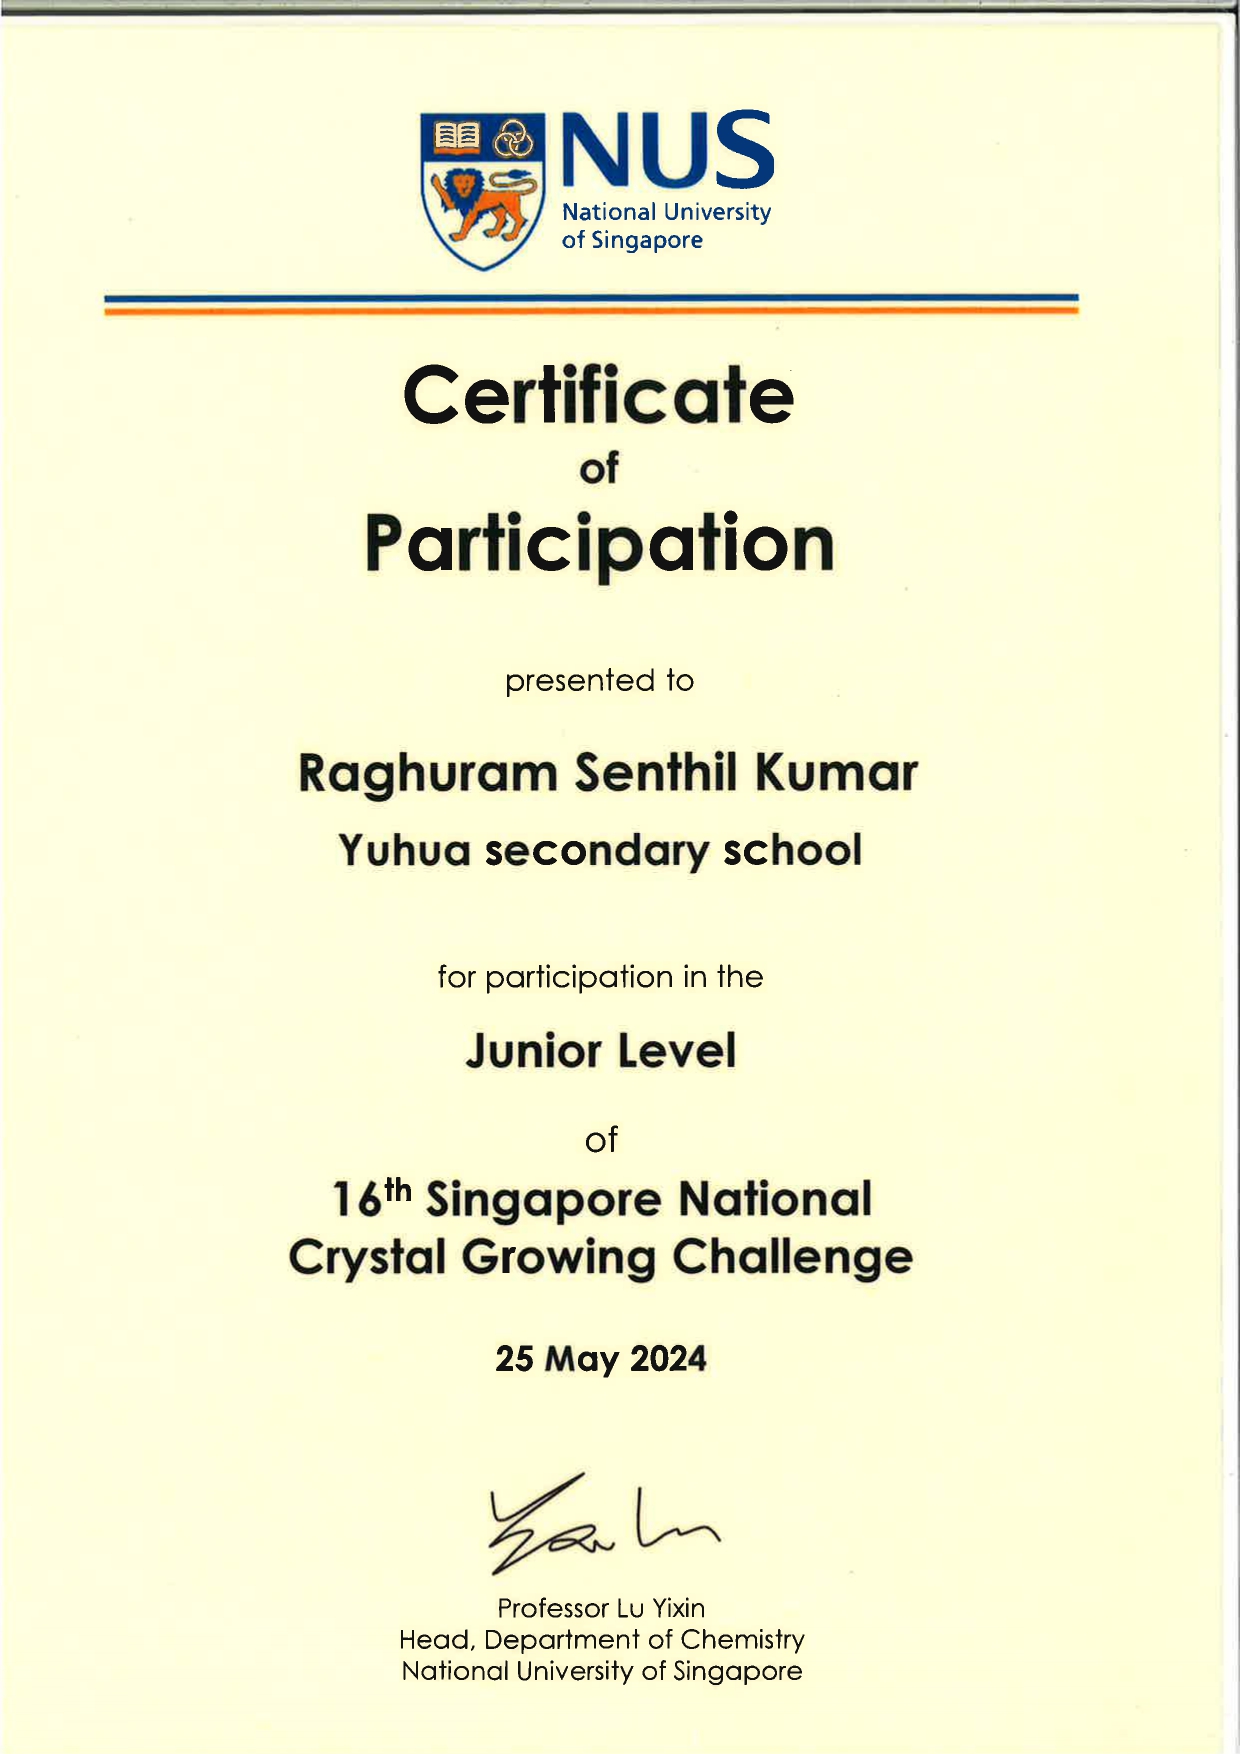 NUS
National University
of Singapore
Certificate
of
Participation
presented to
Raghuram Senthil Kumar
Yuhua secondary school
for participation in the
Junior Level
of
16th Singapore National
Crystal Growing Challenge
25 May 2024
Professor Lu Yixin
Head, Department of Chemistry
National University of Singapore